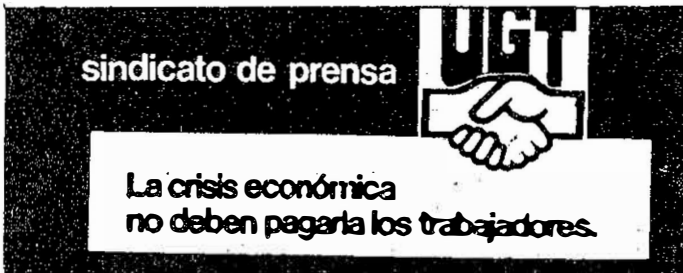 UGT
sindicato de prensa
La crisis económica
no deben pagarla los trabajadores.